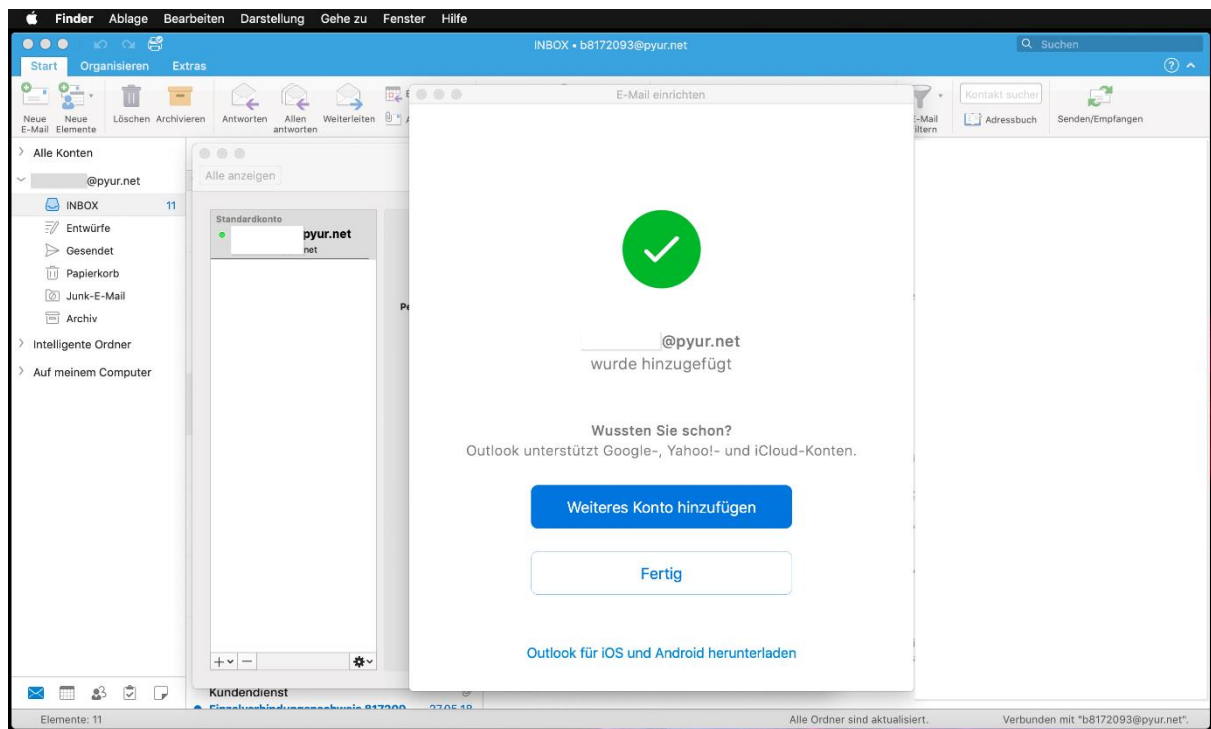 Finder Ablage Bearbeiten Darstellung Gehe zu Fenster Hilfe
INBOX • b8172093@pyur.net
Suchen
Start Organisieren Extras
E-Mail einrichten
Neue E-Mail
Neue Elemente
Löschen
Archivieren
Antworten
Allen antworten
Weiterleiten
Kontakt suchen
Adressbuch
Senden/Empfangen
Alle Konten
@pyur.net
INBOX 11
Entwürfe
Gesendet
Papierkorb
Junk-E-Mail
Archiv
Intelligente Ordner
Auf meinem Computer
Alle anzeigen
Standardkonto
pyur.net
net
@pyur.net
wurde hinzugefügt
Wussten Sie schon?
Outlook unterstützt Google-, Yahoo!- und iCloud-Konten.
Weiteres Konto hinzufügen
Fertig
Outlook für iOS und Android herunterladen
Kundendienst
Elemente: 11
Alle Ordner sind aktualisiert.
Verbunden mit "b8172093@pyur.net".